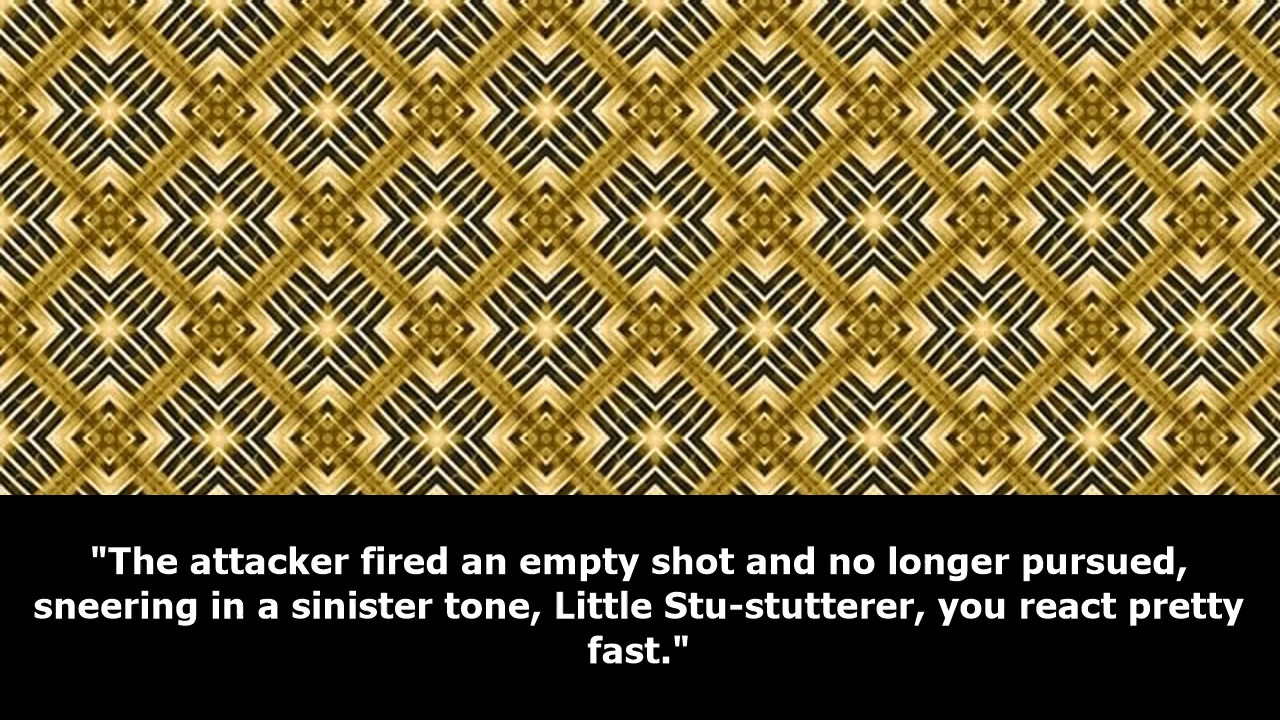 "The attacker fired an empty shot and no longer pursued,
sneering in a sinister tone, Little Stu-stutterer, you react pretty
fast."